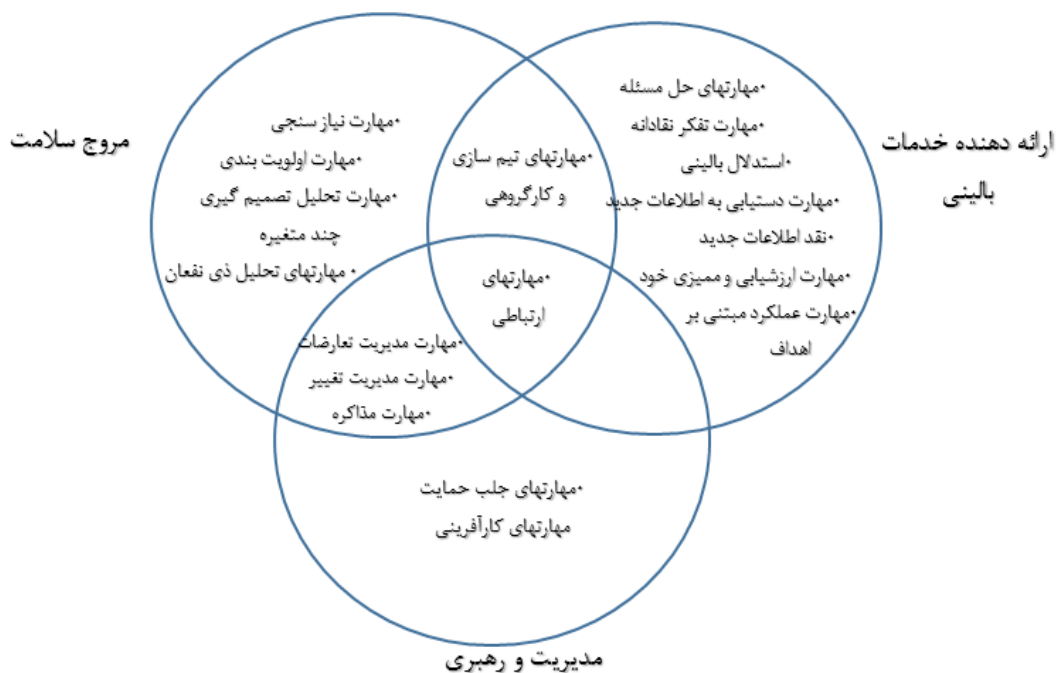 ارائه دهنده خدمات
بالینی
•مهارتهای حل مسئله
•مهارت تفکر نقادانه
•استدلال بالینی
•مهارت دستیابی به اطلاعات جدید
•نقد اطلاعات جدید
•مهارت ارزشیابی و ممیزی خود
•مهارت عملکرد مبتنی بر
اهداف
•مهارتهای تیم سازی
و کارگروهی
•مهارتهای
ارتباطی
مروج سلامت
•مهارت نیاز سنجی
•مهارت اولویت بندی
•مهارت تحلیل تصمیم گیری
چند متغیره
•مهارتهای تحلیل ذی نفعان
•مهارت مدیریت تعارضات
•مهارت مدیریت تغییر
•مهارت مذاکره
•مهارتهای جلب حمایت
مهارتهای کارآفرینی
مدیریت و رهبری